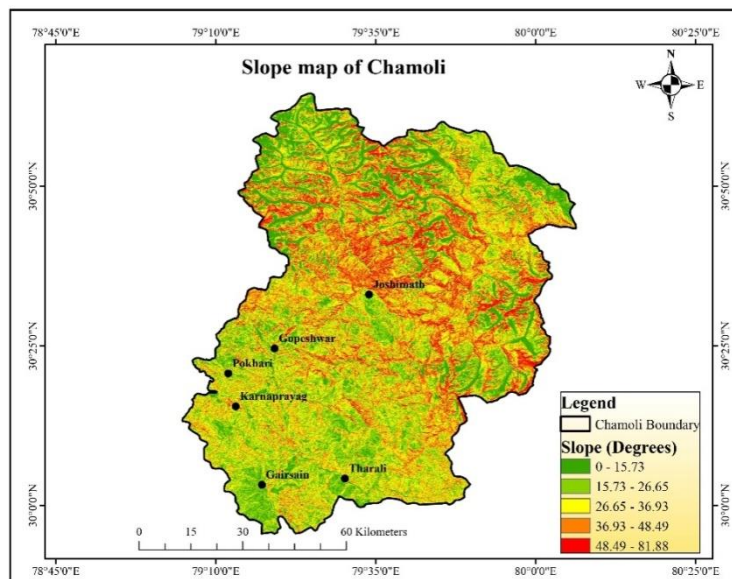 78°45'0"E 79°10'0"E 79°35'0"E 80°0'0"E 80°25'0"E
Slope map of Chamoli
N
W E
S
30°50'0"N 30°50'0"N
Joshimath
Gopeshwar
30°25'0"N 30°25'0"N
Pokhari
Karnaprayag
Legend
Chamoli Boundary
Slope (Degrees)
0 - 15.73
15.73 - 26.65
26.65 - 36.93
36.93 - 48.49
48.49 - 81.88
Gairsain
Tharali
30°0'0"N 30°0'0"N
0 15 30 60 Kilometers
78°45'0"E 79°10'0"E 79°35'0"E 80°0'0"E 80°25'0"E